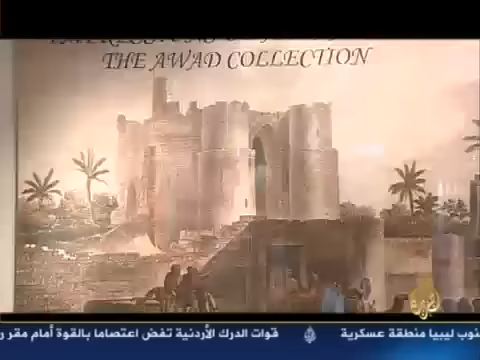 THE AWAD COLLECTION
نوب ليبيا منطقة عسكرية قوات الدرك الأردنية تفض اعتصاما بالقوة أمام مقر ر